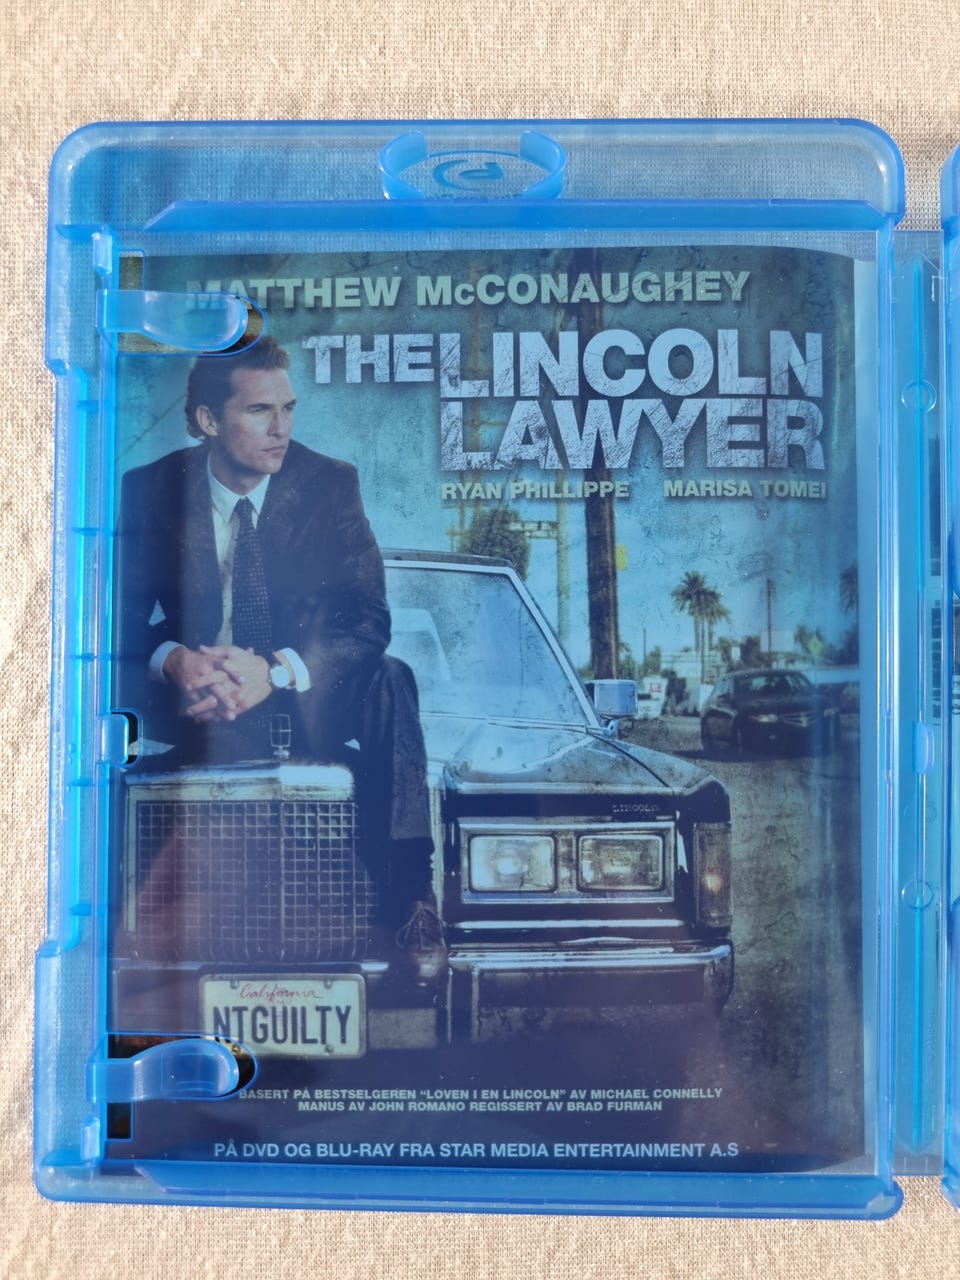 MATTHEW McCONAUGHEY
THE LINCOLN
LAWYER
RYAN PHILLIPPE MARISA TOMEI
LINCOLN
California
NTGUILTY
BASERT PÅ BESTSELGEREN “LOVEN I EN LINCOLN” AV MICHAEL CONNELLY
MANUS AV JOHN ROMANO REGISSERT AV BRAD FURMAN
PÅ DVD OG BLU-RAY FRA STAR MEDIA ENTERTAINMENT A.S